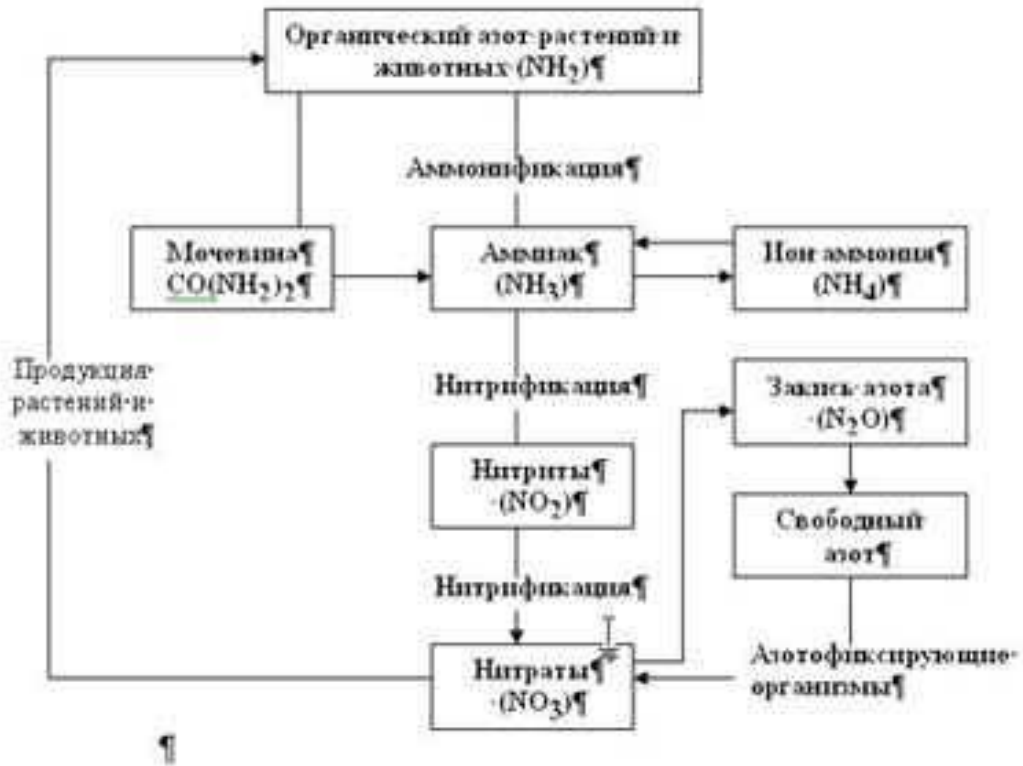 Органический·азот·растений·и·
животных·(NH₂)¶
Аммонификация¶
Мочевина¶
CO(NH₂)₂¶
Аммиак¶
(NH₃)¶
Ион·аммония¶
(NH₄)¶
Продукция·
растений·и·
животных¶
Нитрификация¶
Закись·азота¶
·(N₂O)¶
Нитриты¶
·(NO₂)¶
Свободный·
азот¶
Нитрификация¶
Нитраты¶
·(NO₃)¶
Азотофиксирующие·
организмы¶
¶